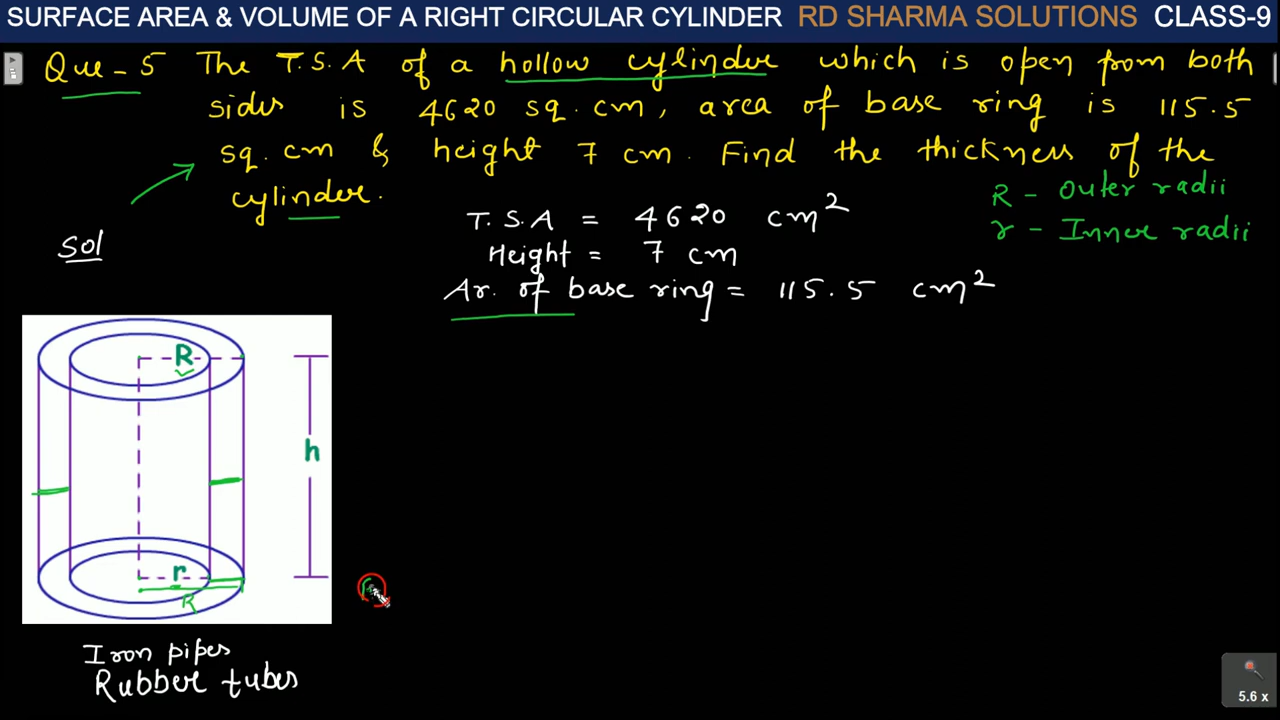 SURFACE AREA & VOLUME OF A RIGHT CIRCULAR CYLINDER RD SHARMA SOLUTIONS CLASS-9
Que-5 The T.S.A of a hollow cylinder which is open from both
sides is 4620 sq.cm, area of base ring is 115.5
sq.cm & height 7 cm. Find the thickness of the
cylinder.
R - Outer radii
r - Inner radii
Sol
T.S.A = 4620 cm²
Height = 7 cm
Ar. of base ring = 115.5 cm²
R
h
r
R
Iron pipes
Rubber tubes
5.6 x